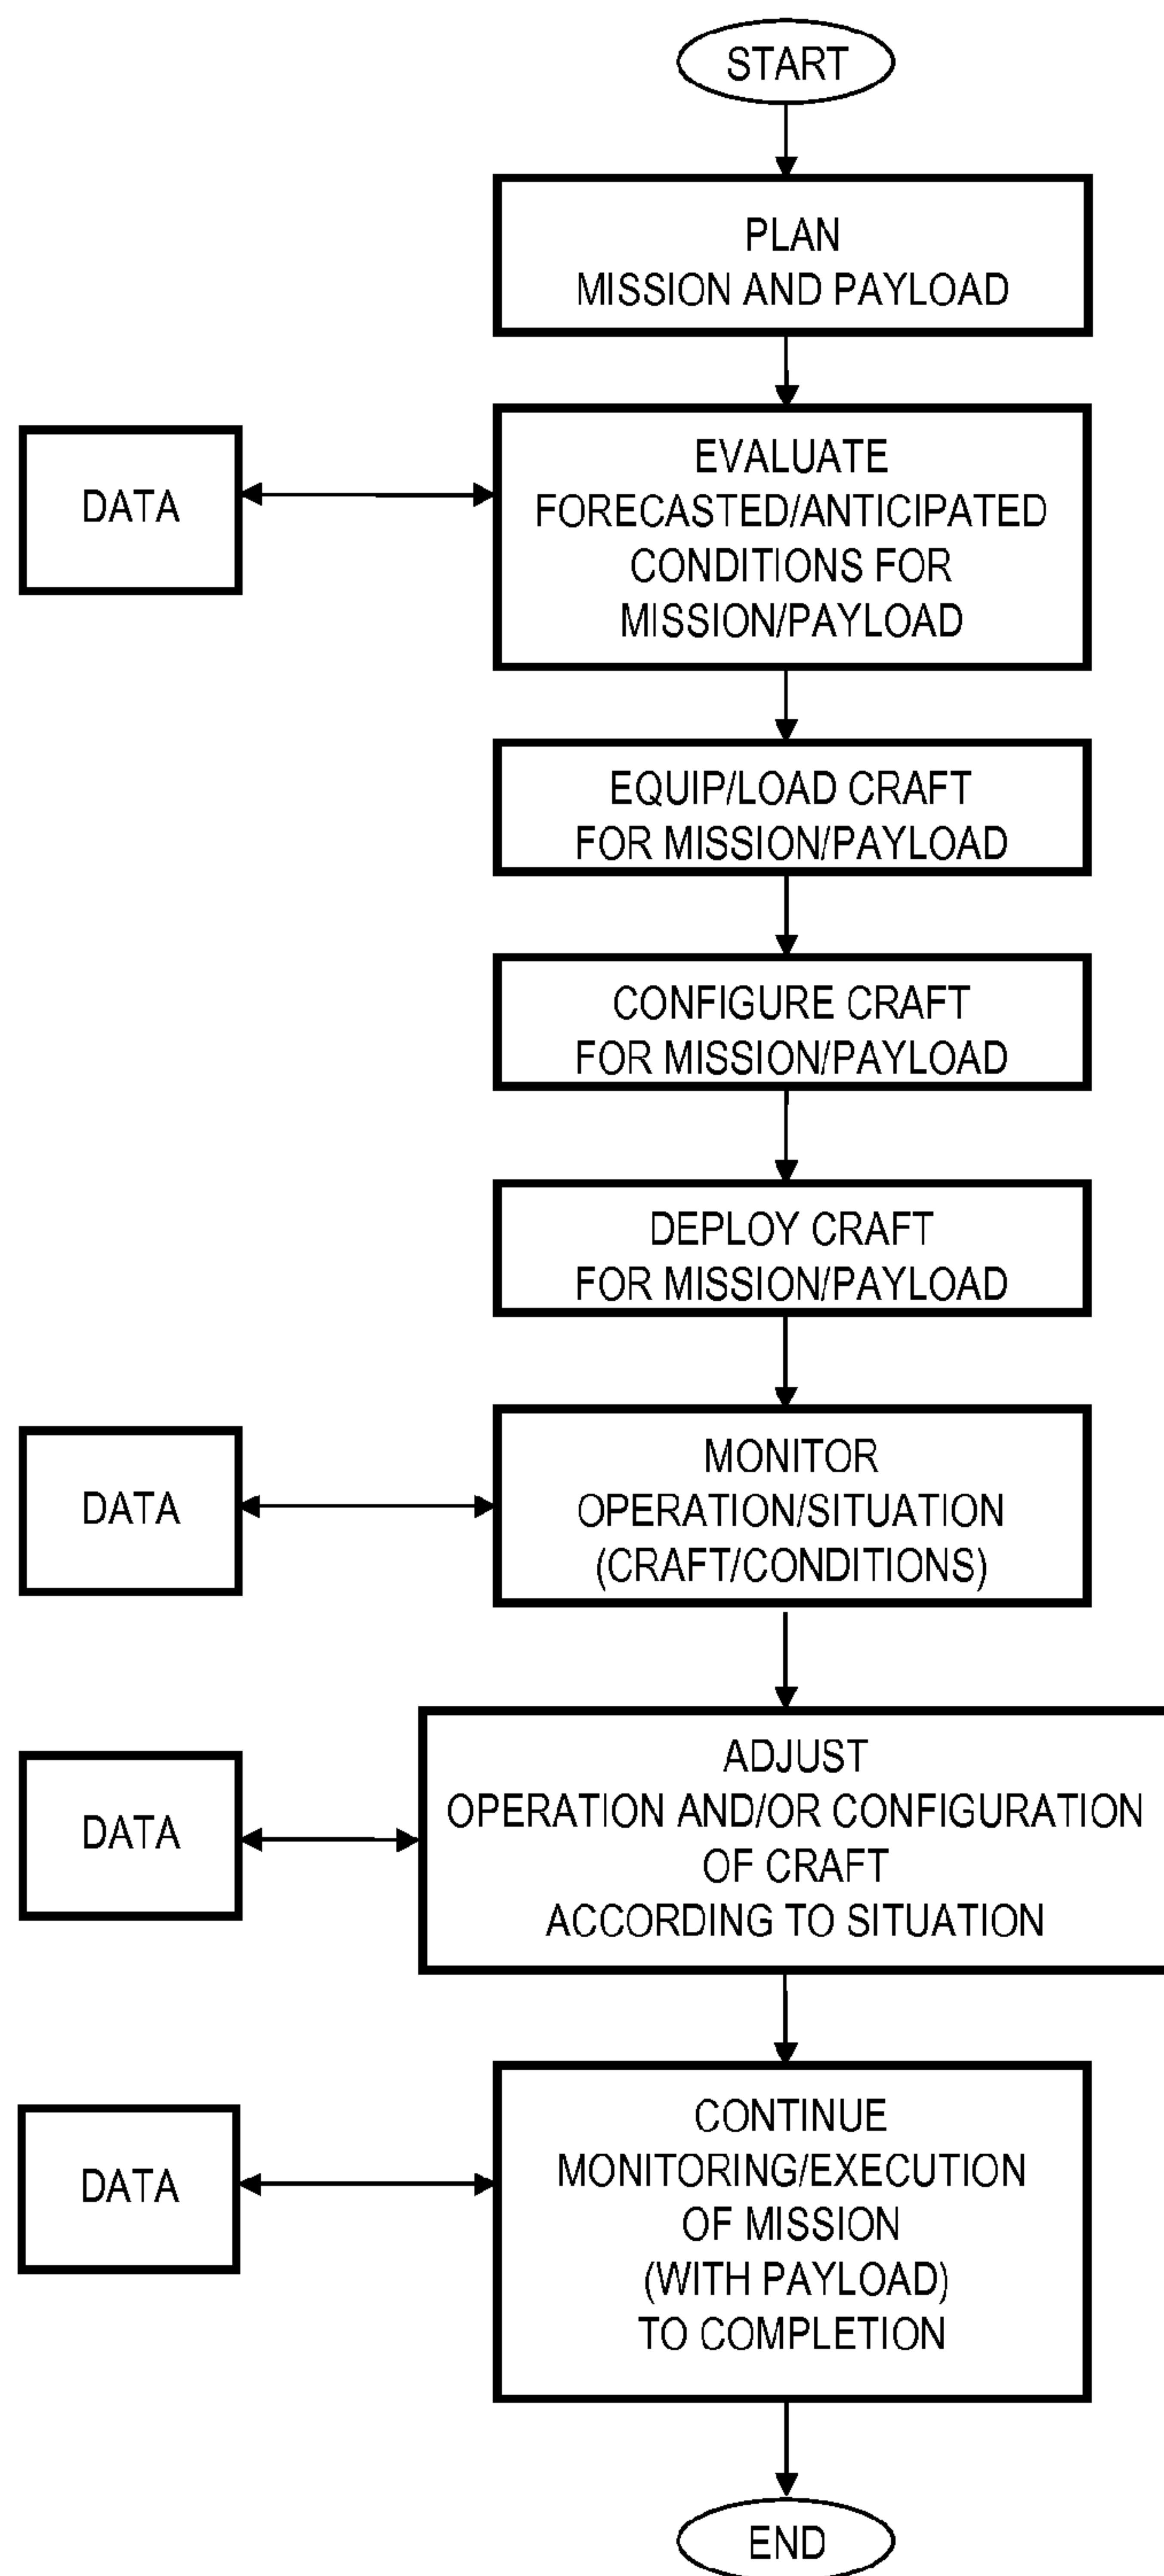 START
PLAN
MISSION AND PAYLOAD
DATA
EVALUATE
FORECASTED/ANTICIPATED
CONDITIONS FOR
MISSION/PAYLOAD
EQUIP/LOAD CRAFT
FOR MISSION/PAYLOAD
CONFIGURE CRAFT
FOR MISSION/PAYLOAD
DEPLOY CRAFT
FOR MISSION/PAYLOAD
DATA
MONITOR
OPERATION/SITUATION
(CRAFT/CONDITIONS)
DATA
ADJUST
OPERATION AND/OR CONFIGURATION
OF CRAFT
ACCORDING TO SITUATION
DATA
CONTINUE
MONITORING/EXECUTION
OF MISSION
(WITH PAYLOAD)
TO COMPLETION
END